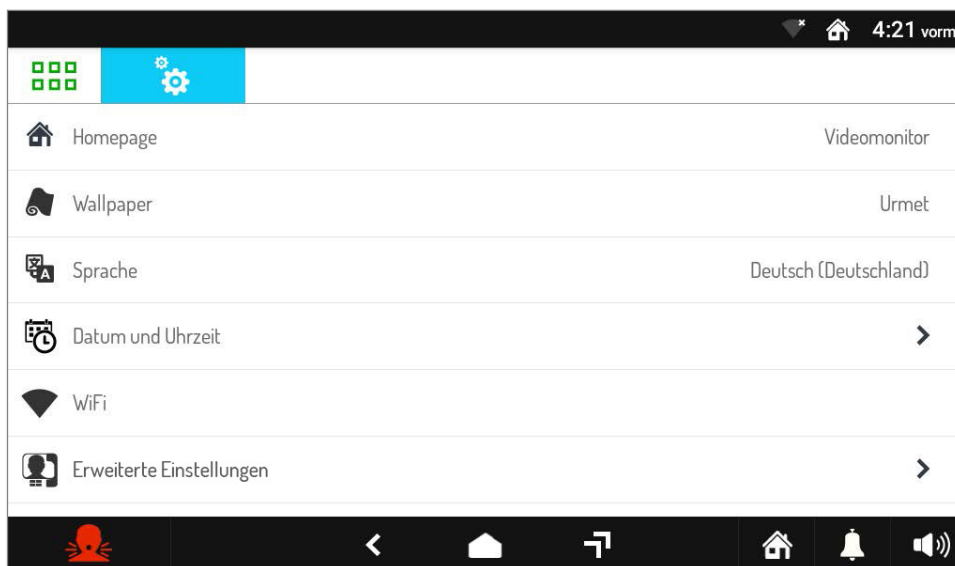 4:21 vorm
Homepage Videomonitor
Wallpaper Urmet
Sprache Deutsch (Deutschland)
Datum und Uhrzeit
WiFi
Erweiterte Einstellungen